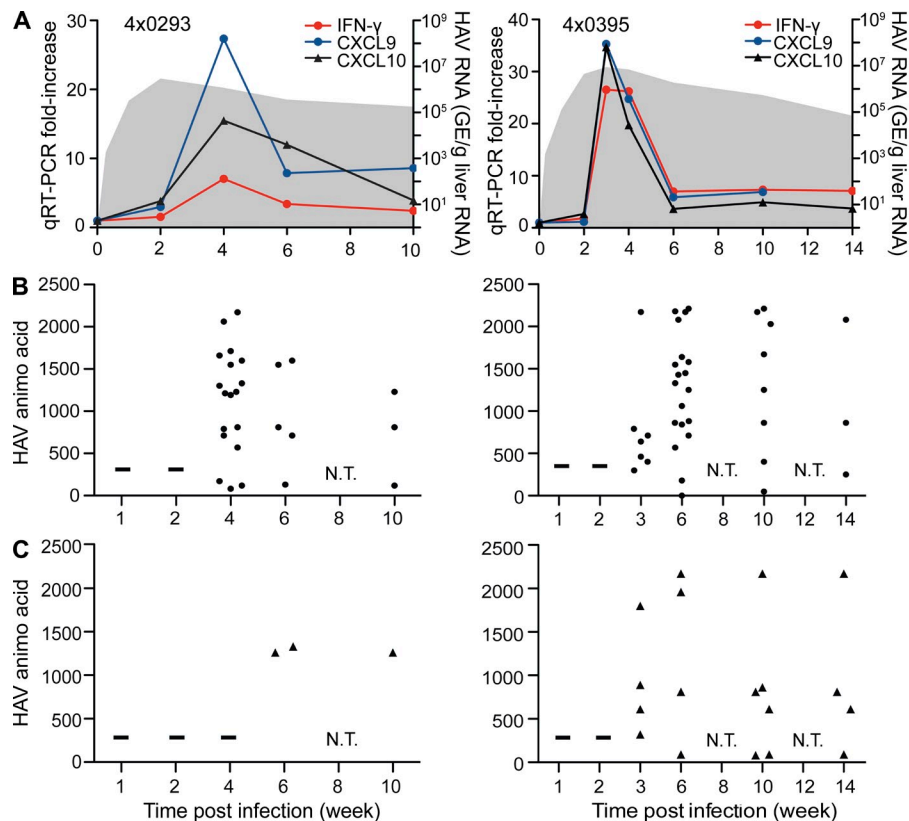 A
4x0293
IFN-γ
CXCL9
CXCL10
30
20
10
0
qRT-PCR fold-increase
10⁹
10⁷
10⁵
10³
10¹
HAV RNA (GE/g liver RNA)
0 2 4 6 8 10
4x0395
IFN-γ
CXCL9
CXCL10
40
30
20
10
0
qRT-PCR fold-increase
10⁹
10⁷
10⁵
10³
10¹
HAV RNA (GE/g liver RNA)
0 2 4 6 8 10 12 14
B
2500
2000
1500
1000
500
0
HAV animo acid
N.T.
1 2 4 6 8 10
2500
2000
1500
1000
500
0
N.T. N.T.
1 2 3 6 8 10 12 14
C
2500
2000
1500
1000
500
0
HAV animo acid
N.T.
1 2 4 6 8 10
Time post infection (week)
2500
2000
1500
1000
500
0
N.T. N.T.
1 2 3 6 8 10 12 14
Time post infection (week)